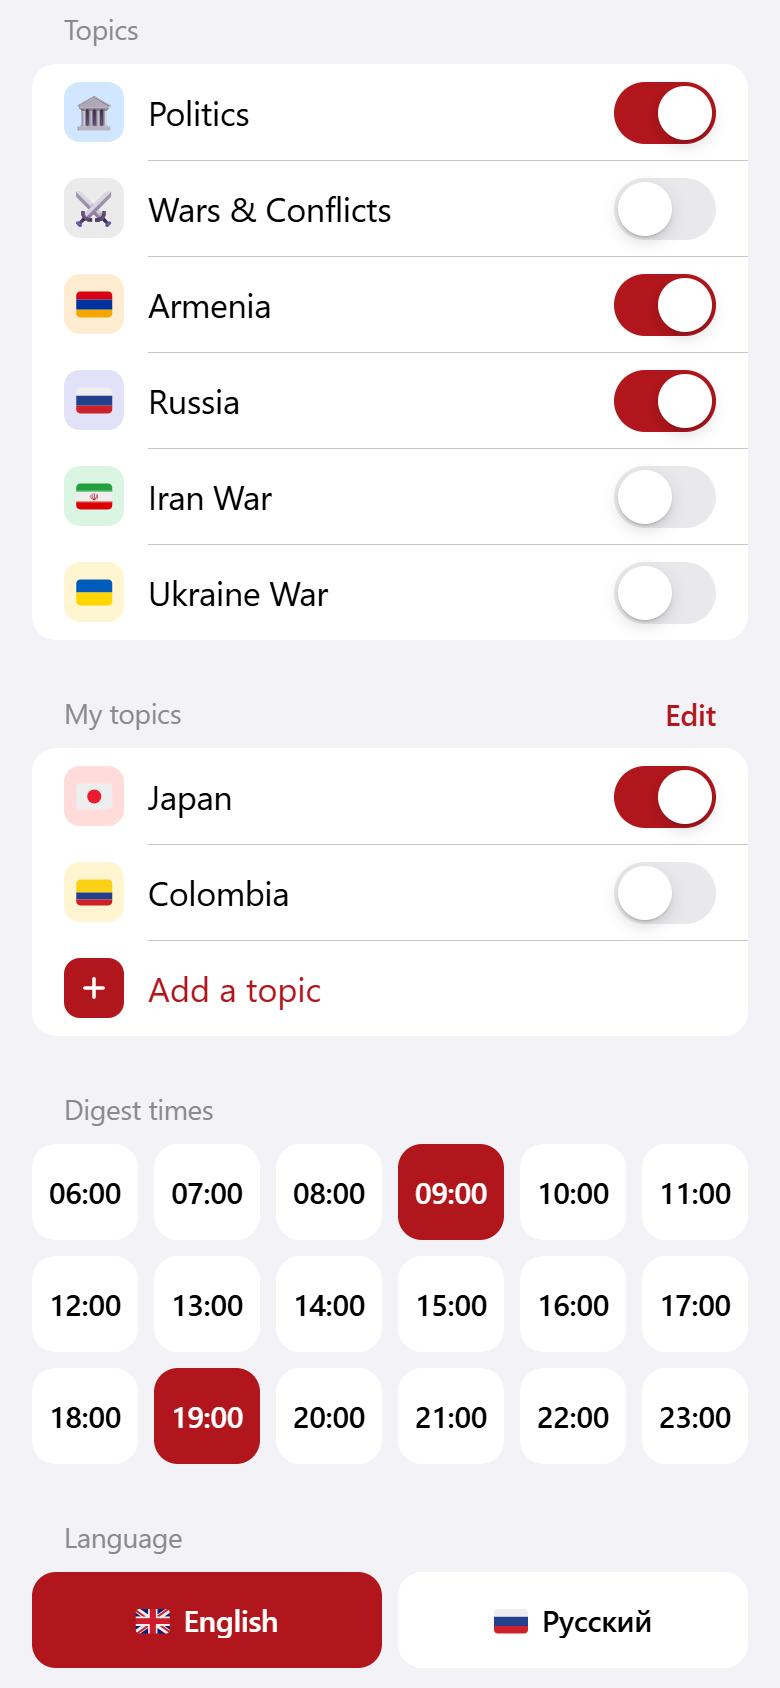 Topics
Politics
Wars & Conflicts
Armenia
Russia
Iran War
Ukraine War
My topics Edit
Japan
Colombia
Add a topic
Digest times
06:00 07:00 08:00 09:00 10:00 11:00
12:00 13:00 14:00 15:00 16:00 17:00
18:00 19:00 20:00 21:00 22:00 23:00
Language
English Русский